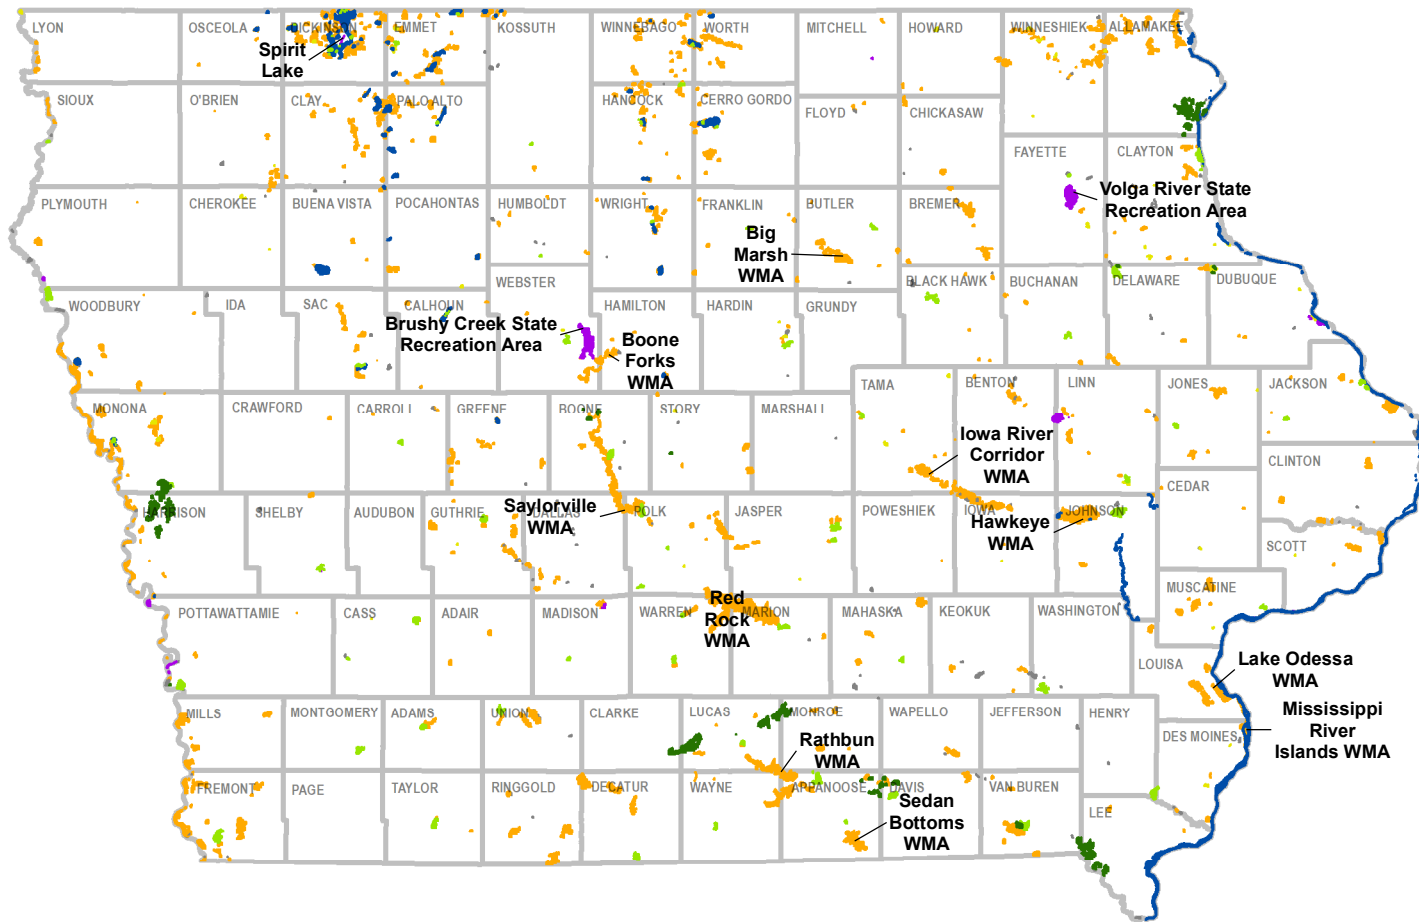 LYON
OSCEOLA
DICKINSON
EMMET
KOSSUTH
WINNEBAGO
WORTH
MITCHELL
HOWARD
WINNESHIEK
ALLAMAKEE
Spirit
Lake
SIOUX
O'BRIEN
CLAY
PALO ALTO
HANCOCK
CERRO GORDO
FLOYD
CHICKASAW
FAYETTE
CLAYTON
Volga River State
Recreation Area
PLYMOUTH
CHEROKEE
BUENA VISTA
POCAHONTAS
HUMBOLDT
WRIGHT
FRANKLIN
BUTLER
BREMER
Big
Marsh
WMA
WEBSTER
BLACK HAWK
BUCHANAN
DELAWARE
DUBUQUE
WOODBURY
IDA
SAC
CALHOUN
HAMILTON
HARDIN
GRUNDY
Brushy Creek State
Recreation Area
Boone
Forks
WMA
TAMA
BENTON
LINN
JONES
JACKSON
MONONA
CRAWFORD
CARROLL
GREENE
BOONE
STORY
MARSHALL
Iowa River
Corridor
WMA
CLINTON
CEDAR
HARRISON
SHELBY
AUDUBON
GUTHRIE
DALLAS
Saylorville
WMA
POLK
JASPER
POWESHIEK
IOWA
Hawkeye
WMA
JOHNSON
SCOTT
MUSCATINE
POTTAWATTAMIE
CASS
ADAIR
MADISON
WARREN
Red
Rock
WMA
MARION
MAHASKA
KEOKUK
WASHINGTON
LOUISA
Lake Odessa
WMA
Mississippi
River
Islands WMA
MILLS
MONTGOMERY
ADAMS
UNION
CLARKE
LUCAS
MONROE
WAPELLO
JEFFERSON
HENRY
DES MOINES
Rathbun
WMA
FREMONT
PAGE
TAYLOR
RINGGOLD
DECATUR
WAYNE
APPANOOSE
DAVIS
VAN BUREN
LEE
Sedan
Bottoms
WMA